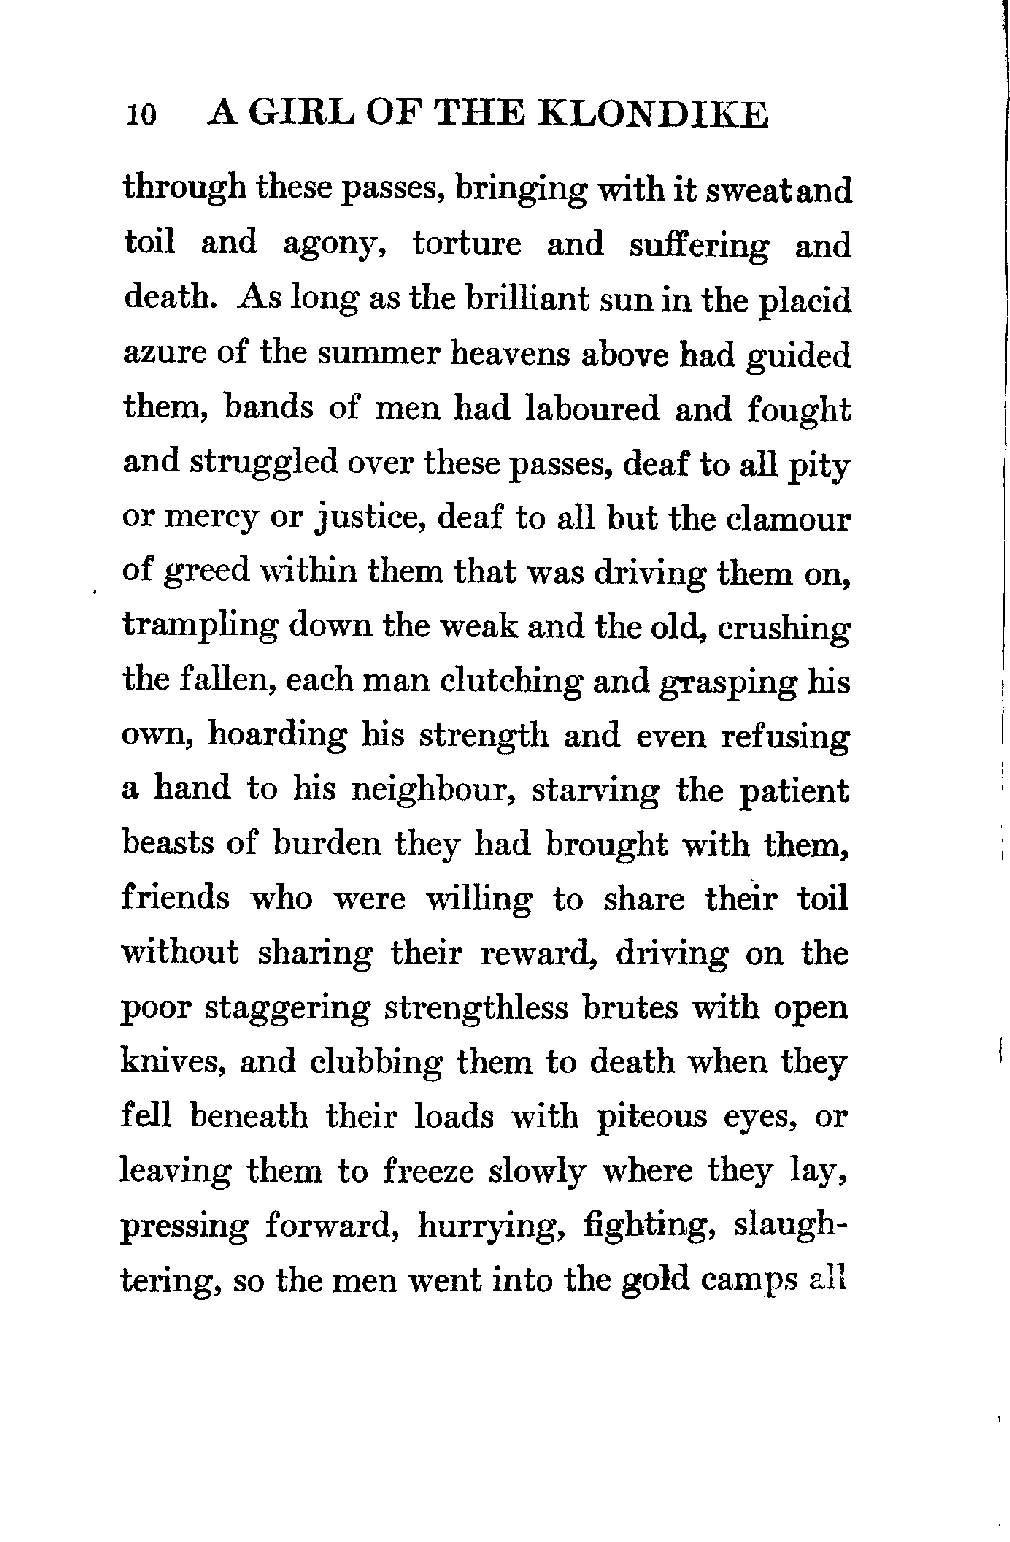 10 A GIRL OF THE KLONDIKE
through these passes, bringing with it sweat and
toil and agony, torture and suffering and
death. As long as the brilliant sun in the placid
azure of the summer heavens above had guided
them, bands of men had laboured and fought
and struggled over these passes, deaf to all pity
or mercy or justice, deaf to all but the clamour
of greed within them that was driving them on,
trampling down the weak and the old, crushing
the fallen, each man clutching and grasping his
own, hoarding his strength and even refusing
a hand to his neighbour, starving the patient
beasts of burden they had brought with them,
friends who were willing to share their toil
without sharing their reward, driving on the
poor staggering strengthless brutes with open
knives, and clubbing them to death when they
fell beneath their loads with piteous eyes, or
leaving them to freeze slowly where they lay,
pressing forward, hurrying, fighting, slaugh-
tering, so the men went into the gold camps all